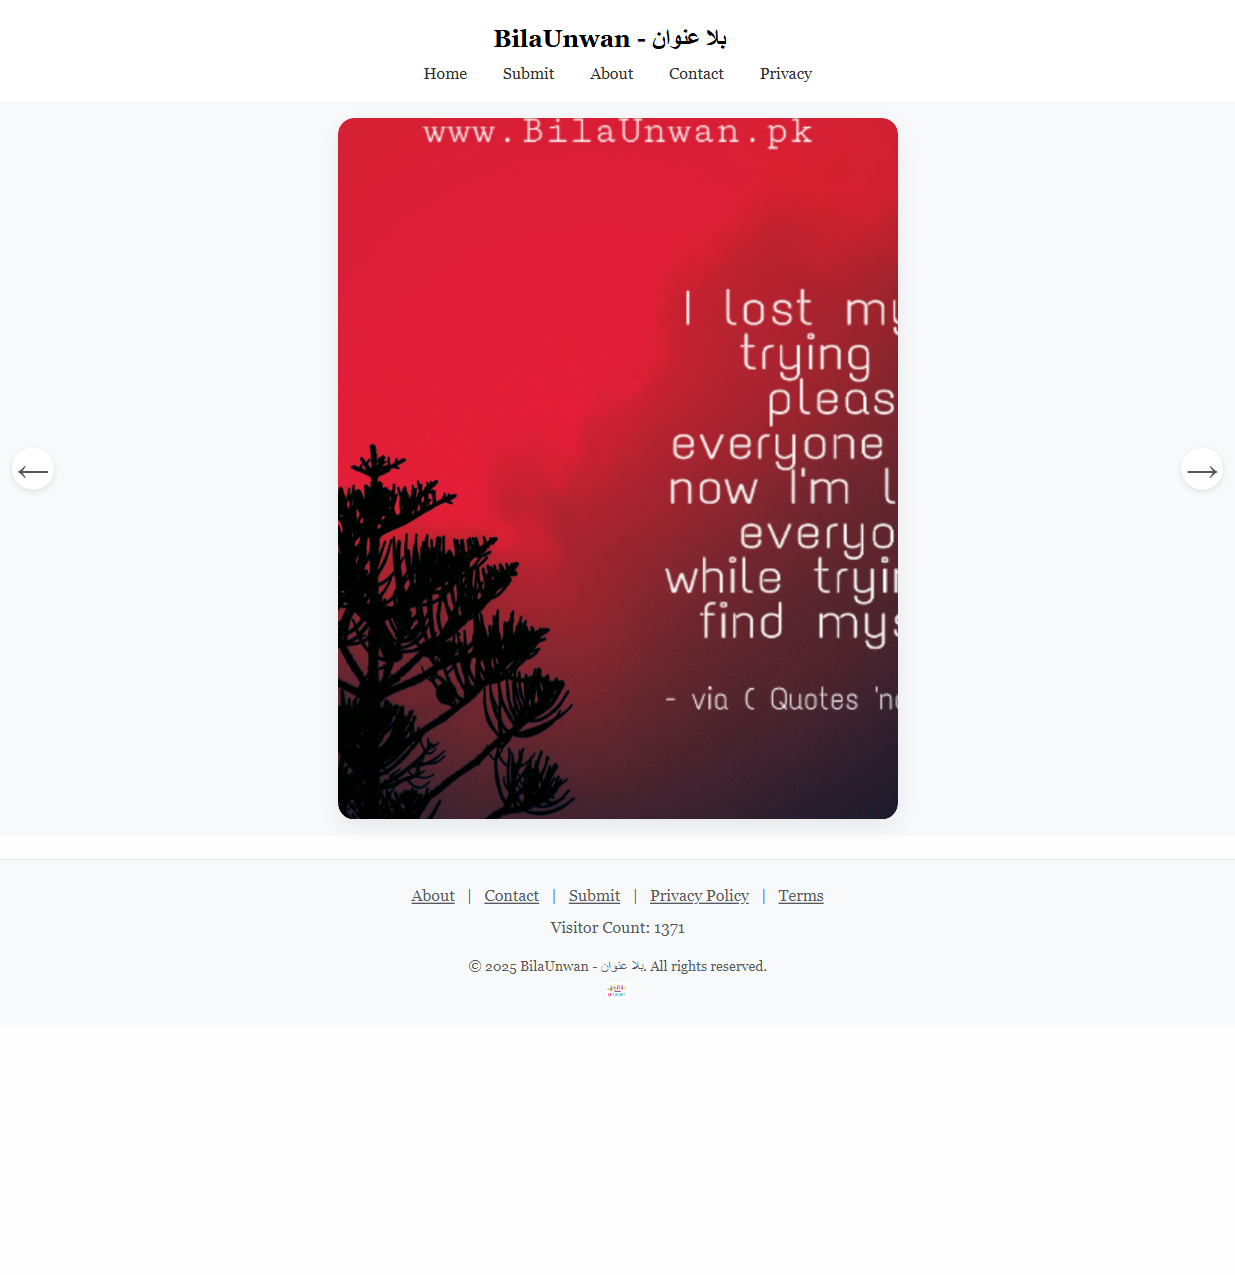 BilaUnwan - بلا عنوان
Home Submit About Contact Privacy
www.BilaUnwan.pk
I lost my
trying
pleas
everyone
now I'm l
everyo
while tryin
find mys
- via ( Quotes 'n
←
→
About | Contact | Submit | Privacy Policy | Terms
Visitor Count: 1371
© 2025 BilaUnwan - بلا عنوان. All rights reserved.